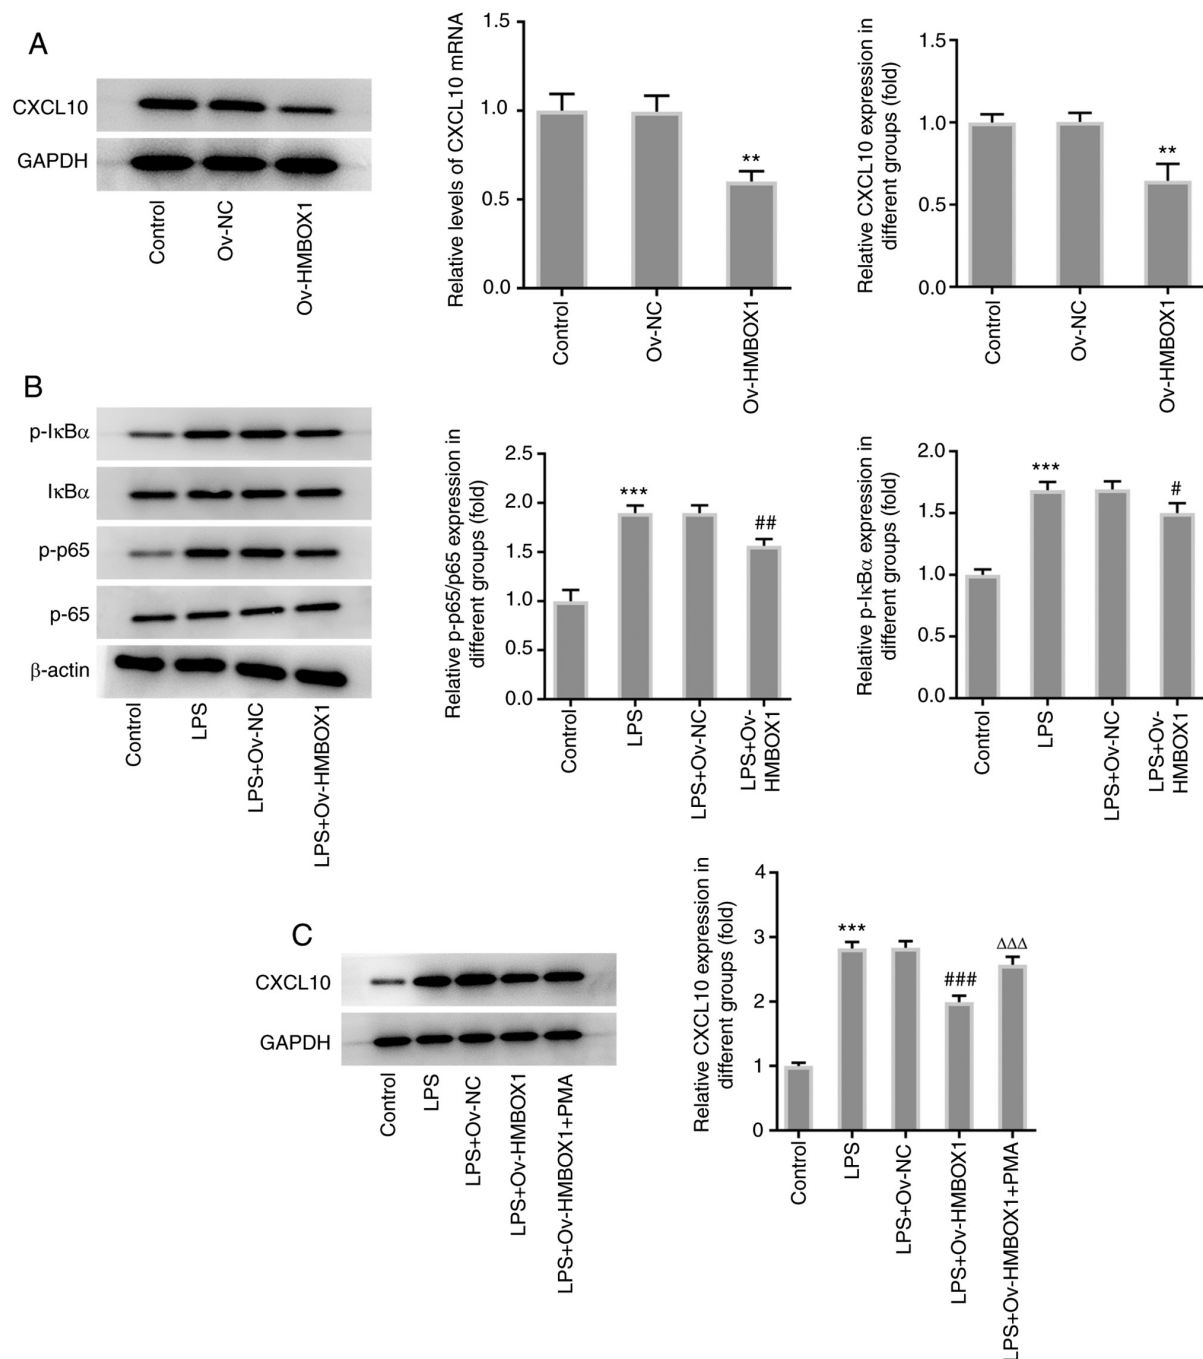 A
CXCL10
GAPDH
Control
Ov-NC
Ov-HMBOX1
Relative levels of CXCL10 mRNA
1.5
1.0
0.5
0.0
**
Control
Ov-NC
Ov-HMBOX1
Relative CXCL10 expression in
different groups (fold)
1.5
1.0
0.5
0.0
**
Control
Ov-NC
Ov-HMBOX1
B
p-IκBα
IκBα
p-p65
p-65
β-actin
Control
LPS
LPS+Ov-NC
LPS+Ov-HMBOX1
Relative p-p65/p65 expression in
different groups (fold)
2.5
2.0
1.5
1.0
0.5
0.0
***
##
Control
LPS
LPS+Ov-NC
LPS+Ov-
HMBOX1
Relative p-IκBα expression in
different groups (fold)
2.0
1.5
1.0
0.5
0.0
***
#
Control
LPS
LPS+Ov-NC
LPS+Ov-
HMBOX1
C
CXCL10
GAPDH
Control
LPS
LPS+Ov-NC
LPS+Ov-HMBOX1
LPS+Ov-HMBOX1+PMA
Relative CXCL10 expression in
different groups (fold)
4
3
2
1
0
***
###
ΔΔΔ
Control
LPS
LPS+Ov-NC
LPS+Ov-HMBOX1
LPS+Ov-HMBOX1+PMA